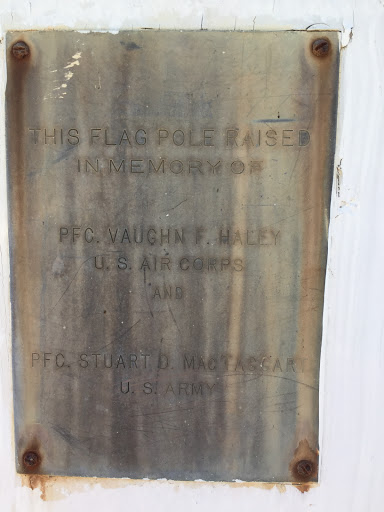 THIS FLAG POLE RAISED
IN MEMORY OF
PFC. VAUGHN F. HALEY
U. S. AIR CORPS
AND
PFC. STUART D. MACTAGGART
U. S. ARMY